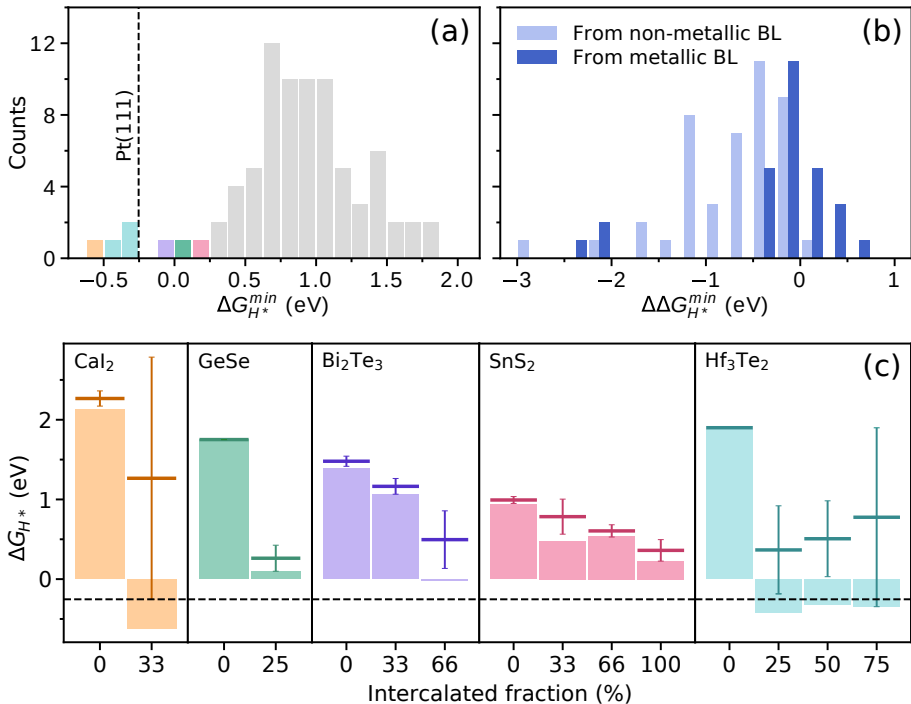 (a)
Counts
12
8
4
0
Pt(111)
−0.5 0.0 0.5 1.0 1.5 2.0
ΔG_{H*}^{min} (eV)
(b)
From non-metallic BL
From metallic BL
−3 −2 −1 0 1
ΔΔG_{H*}^{min} (eV)
(c)
ΔG_{H*} (eV)
2
1
0
CaI₂
GeSe
Bi₂Te₃
SnS₂
Hf₃Te₂
0 33
0 25
0 33 66
0 33 66 100
0 25 50 75
Intercalated fraction (%)